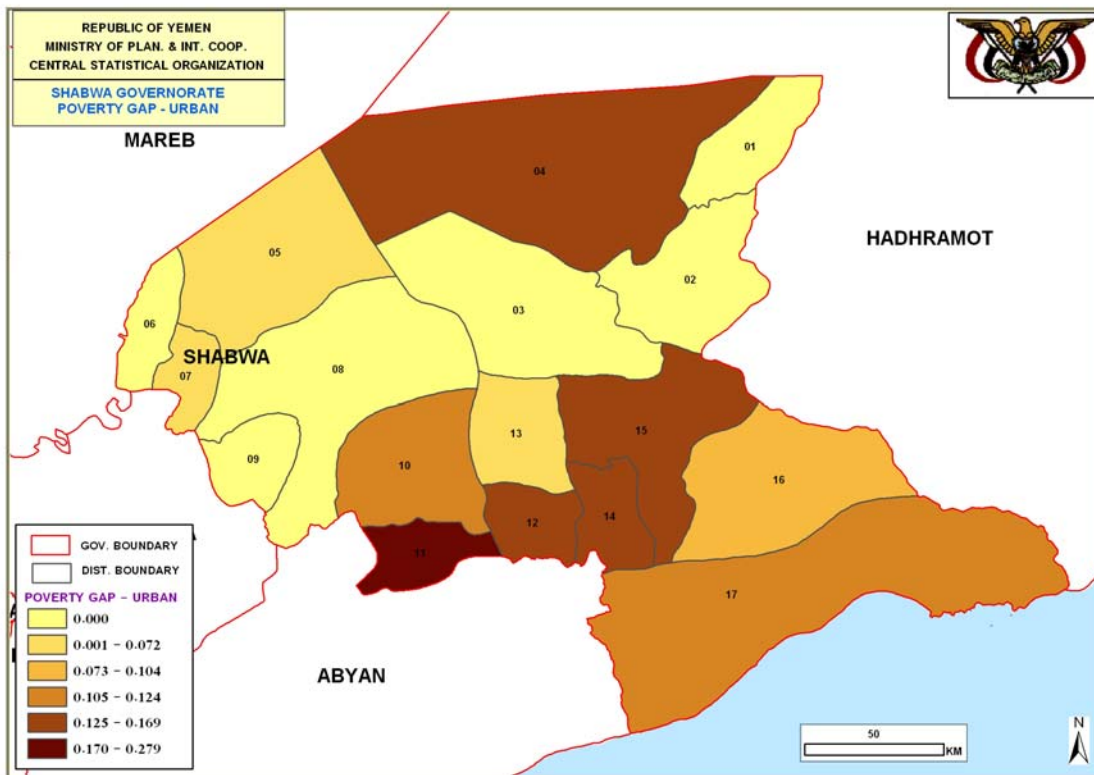 REPUBLIC OF YEMEN
MINISTRY OF PLAN. & INT. COOP.
CENTRAL STATISTICAL ORGANIZATION
SHABWA GOVERNORATE
POVERTY GAP - URBAN
MAREB
HADHRAMOT
SHABWA
ABYAN
01
04
05
02
03
06
07
08
13
15
09
10
16
12
14
11
17
GOV. BOUNDARY
DIST. BOUNDARY
POVERTY GAP - URBAN
0.000
0.001 - 0.072
0.073 - 0.104
0.105 - 0.124
0.125 - 0.169
0.170 - 0.279
50
KM
N